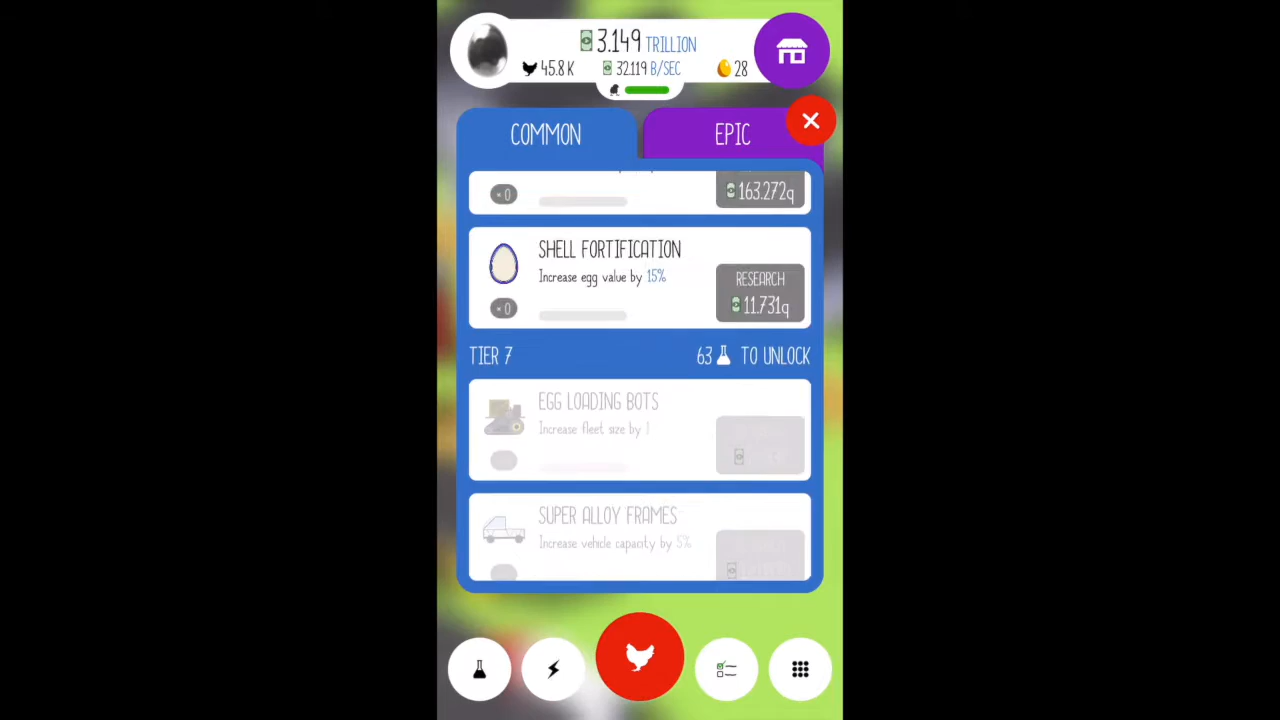 3.149 TRILLION
45.8 K 32.119 B/SEC 28
COMMON EPIC
× 0 163.272q
SHELL FORTIFICATION
Increase egg value by 15%
RESEARCH
× 0 11.731q
TIER 7 63 TO UNLOCK
EGG LOADING BOTS
Increase fleet size by 1
SUPER ALLOY FRAMES
Increase vehicle capacity by 5%